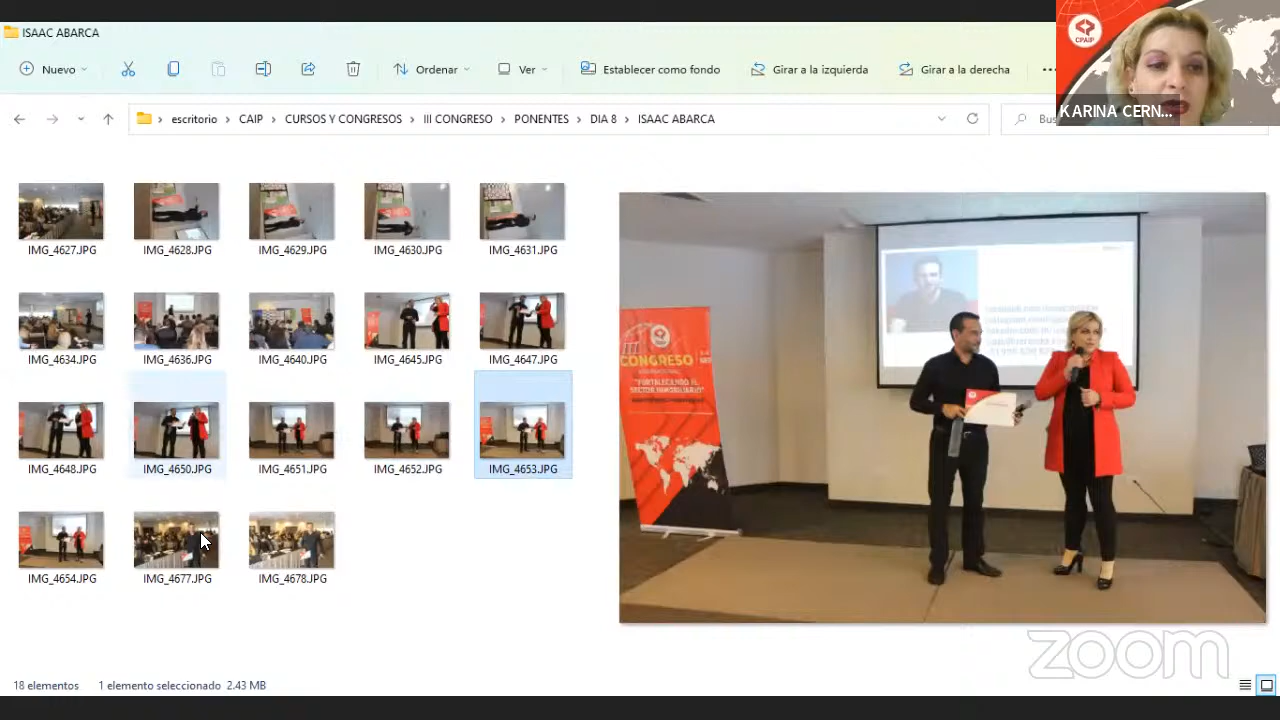 ISAAC ABARCA
Nuevo
Ordenar
Ver
Establecer como fondo
Girar a la izquierda
Girar a la derecha
CPAIP
KARINA CERN...
escritorio > CAIP > CURSOS Y CONGRESOS > III CONGRESO > PONENTES > DIA 8 > ISAAC ABARCA
IMG_4627.JPG IMG_4628.JPG IMG_4629.JPG IMG_4630.JPG IMG_4631.JPG
IMG_4634.JPG IMG_4636.JPG IMG_4640.JPG IMG_4645.JPG IMG_4647.JPG
IMG_4648.JPG IMG_4650.JPG IMG_4651.JPG IMG_4652.JPG IMG_4653.JPG
IMG_4654.JPG IMG_4677.JPG IMG_4678.JPG
III
CONGRESO
"FORTALECIENDO EL
SECTOR INMOBILIARIO"
zoom
18 elementos 1 elemento seleccionado 2.43 MB